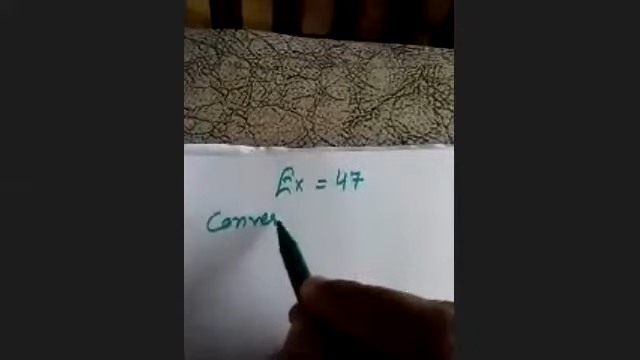 Ex = 47
Conver